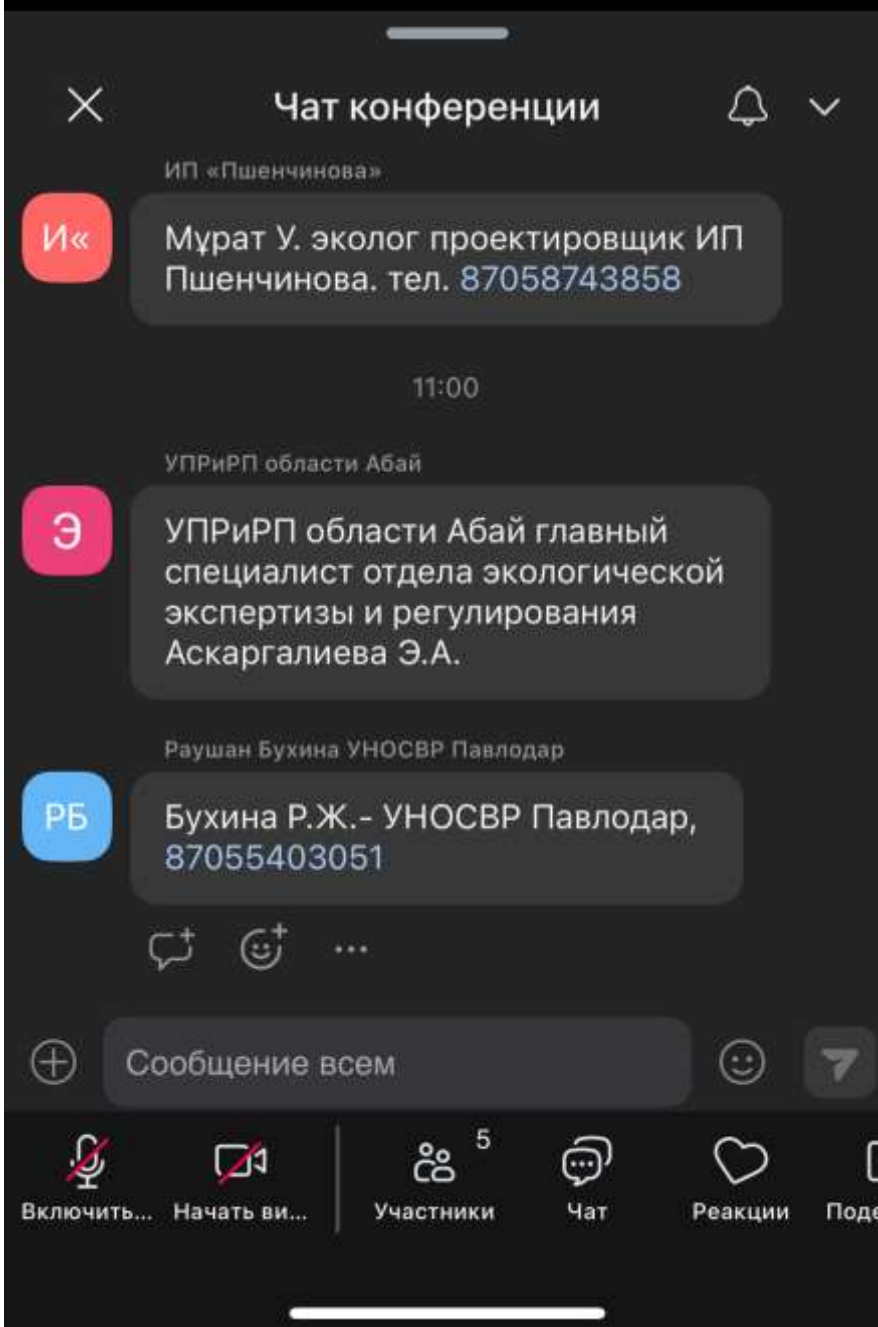 Чат конференции
ИП «Пшенчинова»
И«
Мұрат У. эколог проектировщик ИП
Пшенчинова. тел. 87058743858
11:00
УПРиРП области Абай
Э
УПРиРП области Абай главный
специалист отдела экологической
экспертизы и регулирования
Аскаргалиева Э.А.
Раушан Бухина УНОСВР Павлодар
РБ
Бухина Р.Ж.- УНОСВР Павлодар,
87055403051
Сообщение всем
5
Включить... Начать ви... Участники Чат Реакции Поде